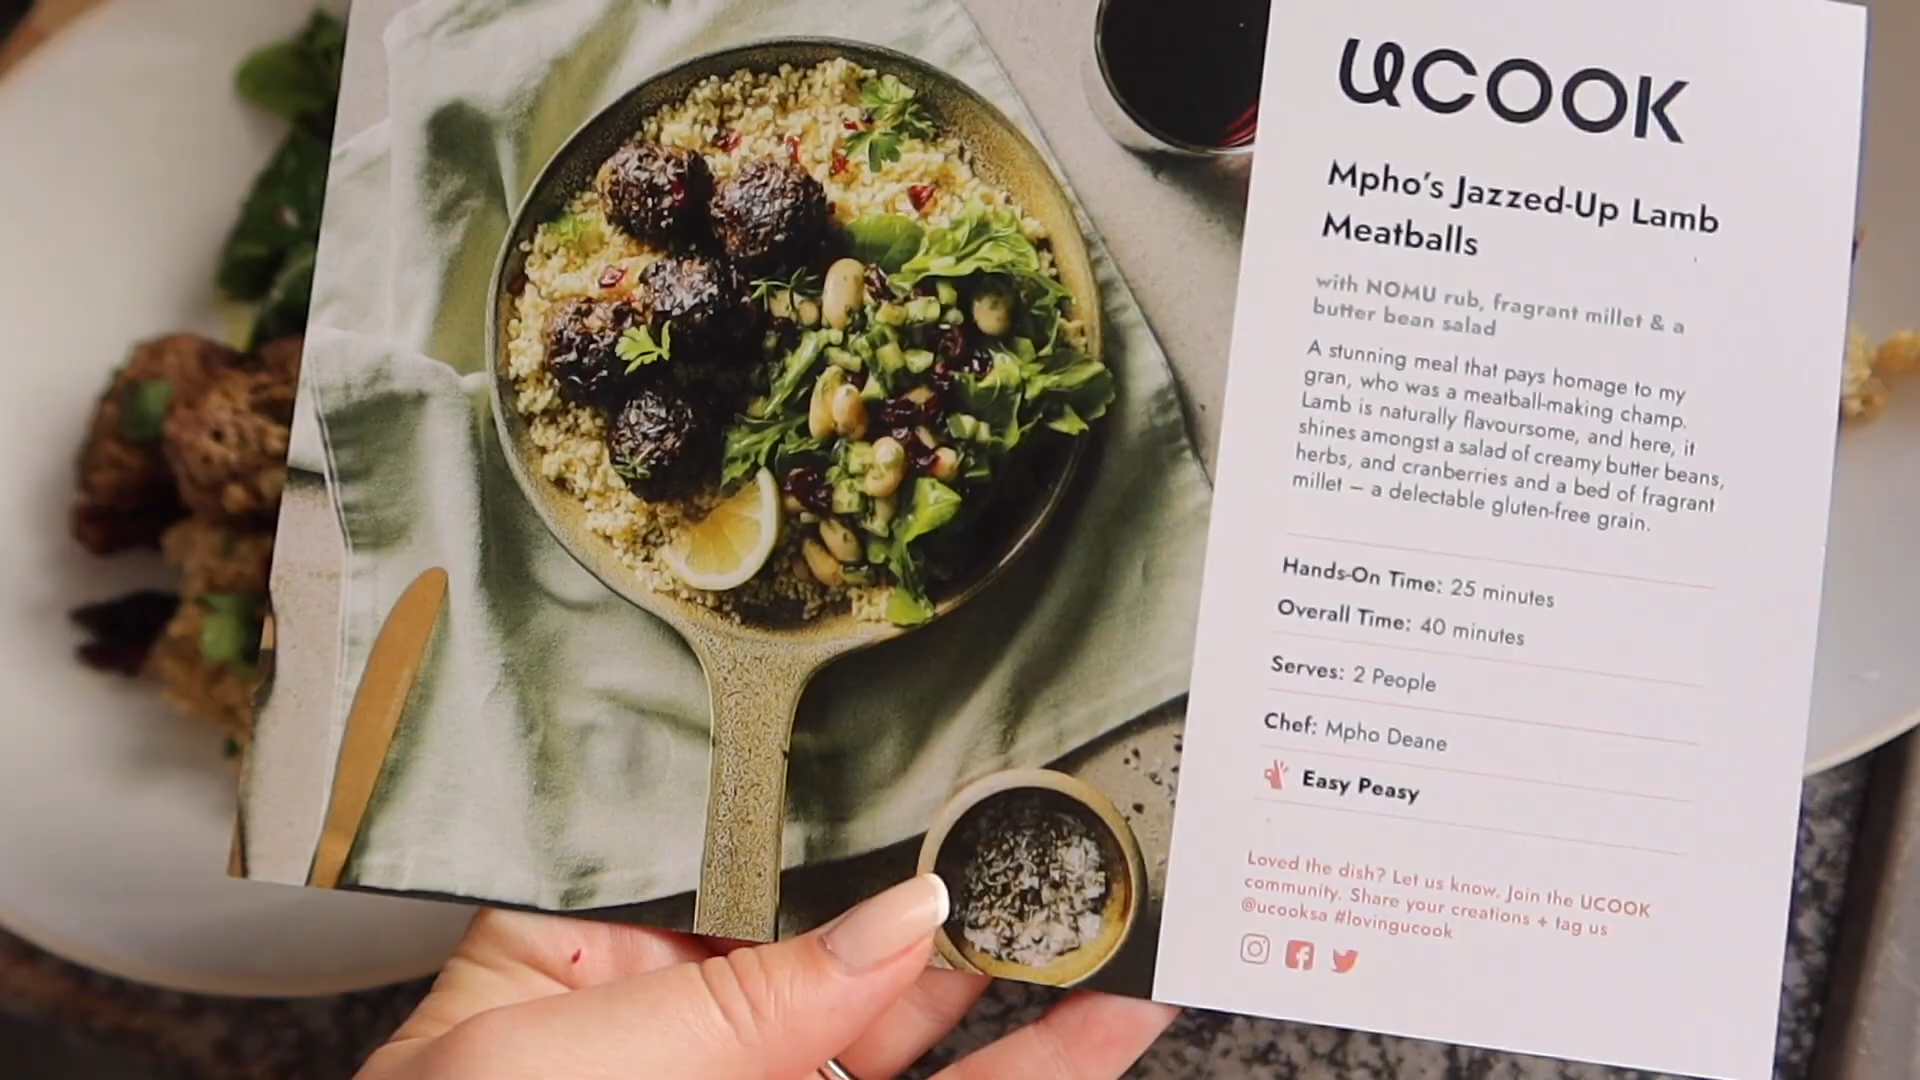 UCOOK
Mpho's Jazzed-Up Lamb
Meatballs
with NOMU rub, fragrant millet & a
butter bean salad
A stunning meal that pays homage to my
gran, who was a meatball-making champ.
Lamb is naturally flavoursome, and here, it
shines amongst a salad of creamy butter beans,
herbs, and cranberries and a bed of fragrant
millet – a delectable gluten-free grain.
Hands-On Time: 25 minutes
Overall Time: 40 minutes
Serves: 2 People
Chef: Mpho Deane
Easy Peasy
Loved the dish? Let us know. Join the UCOOK
community. Share your creations + tag us
@ucooksa #lovingucook